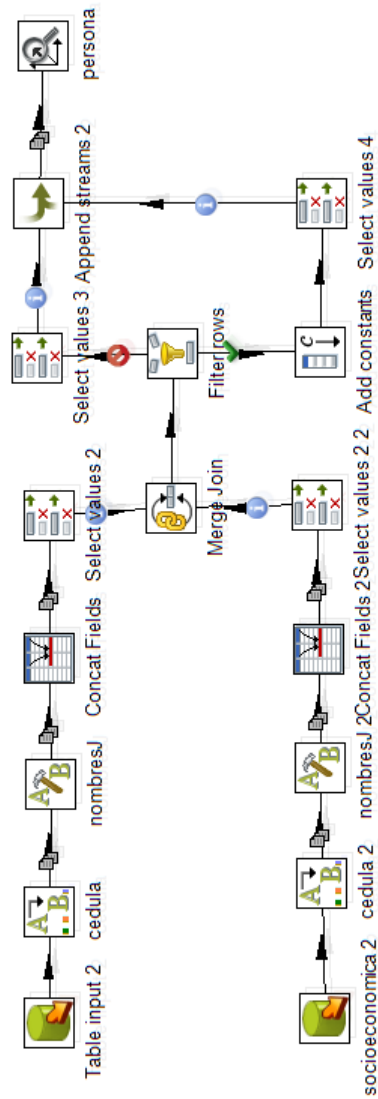 Table input 2
cedula
nombresJ
Concat Fields
Select values 2
Select values 3
Append streams 2
persona
Merge Join
Filter rows
socioeconomica 2
cedula 2
nombresJ 2
Concat Fields 2
Select values 2 2
Add constants
Select values 4